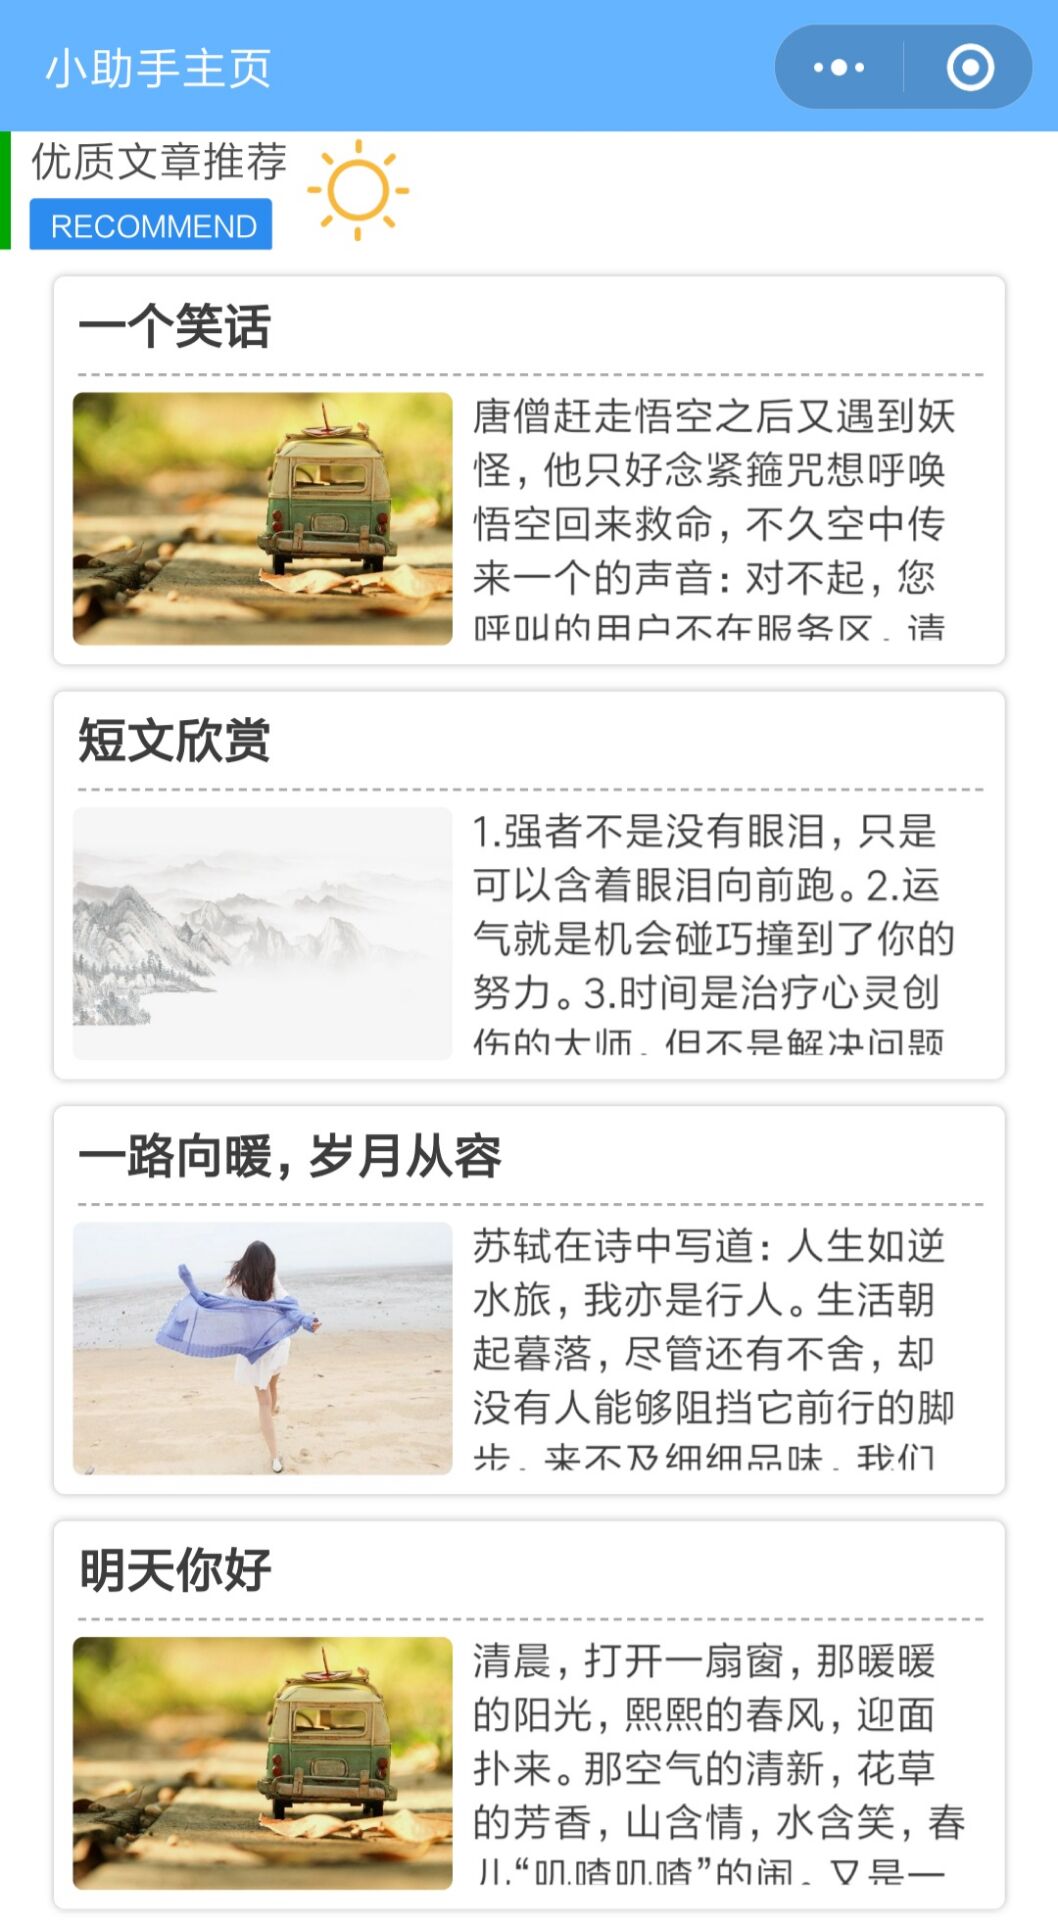 小助手主页
优质文章推荐
RECOMMEND
一个笑话
唐僧赶走悟空之后又遇到妖
怪，他只好念紧箍咒想呼唤
悟空回来救命，不久空中传
来一个的声音：对不起，您
呼叫的用户不在服务区，请
短文欣赏
1.强者不是没有眼泪，只是
可以含着眼泪向前跑。2.运
气就是机会碰巧撞到了你的
努力。3.时间是治疗心灵创
伤的大师，但不是解决问题
一路向暖，岁月从容
苏轼在诗中写道：人生如逆
水旅，我亦是行人。生活朝
起暮落，尽管还有不舍，却
没有人能够阻挡它前行的脚
步，来不及细细品味，我们
明天你好
清晨，打开一扇窗，那暖暖
的阳光，熙熙的春风，迎面
扑来。那空气的清新，花草
的芳香，山含情，水含笑，春
儿“叽喳叽喳”的闹。又是一